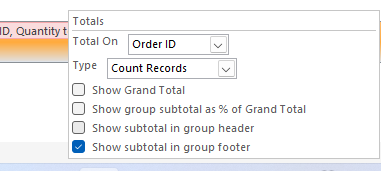 Totals
ID, Quantity t
Total On Order ID
Type Count Records
Show Grand Total
Show group subtotal as % of Grand Total
Show subtotal in group header
Show subtotal in group footer